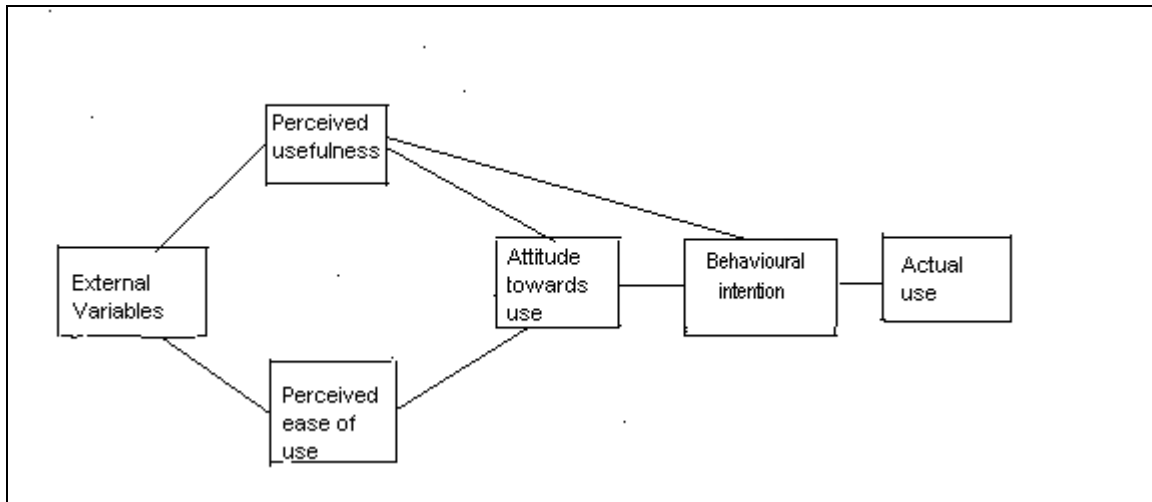 Perceived
usefulness
External
Variables
Perceived
ease of
use
Attitude
towards
use
Behavioural
intention
Actual
use